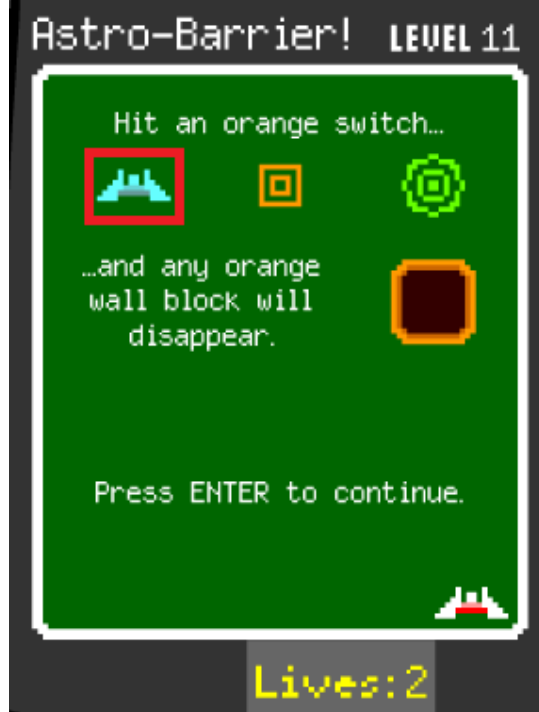 Astro-Barrier! LEVEL 11
Hit an orange switch…
…and any orange
wall block will
disappear.
Press ENTER to continue.
Lives:2